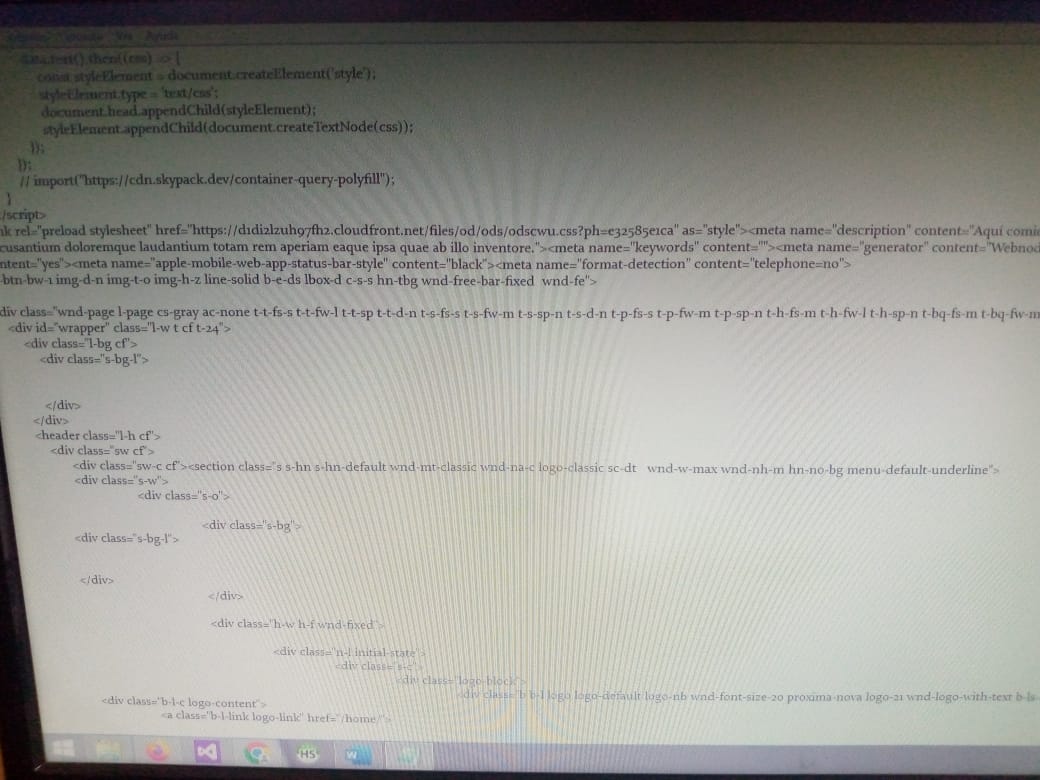 Ver Ayuda
.then((css) => {
const styleElement = document.createElement('style');
styleElement.type = 'text/css';
document.head.appendChild(styleElement);
styleElement.appendChild(document.createTextNode(css));
});
});
// import("https://cdn.skypack.dev/container-query-polyfill");
}
/script>
nk rel="preload stylesheet" href="https://d1di2lzuh97fh2.cloudfront.net/files/od/ods/odscwu.css?ph=e32585e1ca" as="style"><meta name="description" content="Aquí comie
cusantium doloremque laudantium totam rem aperiam eaque ipsa quae ab illo inventore."><meta name="keywords" content=""><meta name="generator" content="Webnod
ntent="yes"><meta name="apple-mobile-web-app-status-bar-style" content="black"><meta name="format-detection" content="telephone=no">
-btn-bw-1 img-d-n img-t-o img-h-z line-solid b-e-ds lbox-d c-s-s hn-tbg wnd-free-bar-fixed wnd-fe">
div class="wnd-page l-page cs-gray ac-none t-t-fs-s t-t-fw-l t-t-sp t-t-d-n t-s-fs-s t-s-fw-m t-s-sp-n t-s-d-n t-p-fs-s t-p-fw-m t-p-sp-n t-h-fs-m t-h-fw-l t-h-sp-n t-bq-fs-m t-bq-fw-m
<div id="wrapper" class="l-w t cf t-24">
<div class="l-bg cf">
<div class="s-bg-l">
</div>
</div>
<header class="l-h cf">
<div class="sw cf">
<div class="sw-c cf"><section class="s s-hn s-hn-default wnd-mt-classic wnd-na-c logo-classic sc-dt wnd-w-max wnd-nh-m hn-no-bg menu-default-underline">
<div class="s-w">
<div class="s-o">
<div class="s-bg">
<div class="s-bg-l">
</div>
</div>
<div class="h-w h-f wnd-fixed">
<div class="n-l initial-state">
<div class="s-c">
<div class="logo-block">
<div class="b b-l logo logo-default logo-nb wnd-font-size-20 proxima-nova logo-21 wnd-logo-with-text b-ls
<div class="b-l-c logo-content">
<a class="b-l-link logo-link" href="/home/">
HS
W